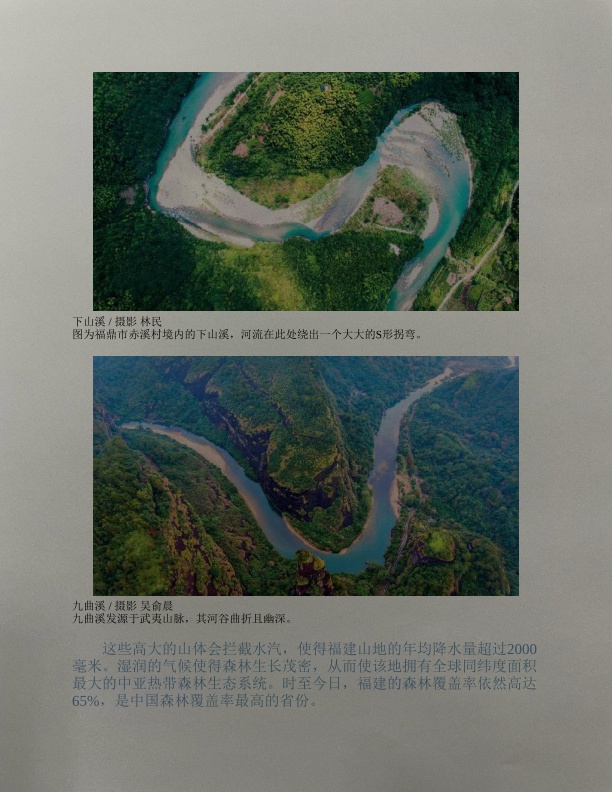 下山溪 / 摄影 林民
图为福鼎市赤溪村境内的下山溪，河流在此处绕出一个大大的S形拐弯。
九曲溪 / 摄影 吴俞晨
九曲溪发源于武夷山脉，其河谷曲折且幽深。
这些高大的山体会拦截水汽，使得福建山地的年均降水量超过2000
毫米。湿润的气候使得森林生长茂密，从而使该地拥有全球同纬度面积
最大的中亚热带森林生态系统。时至今日，福建的森林覆盖率依然高达
65%，是中国森林覆盖率最高的省份。